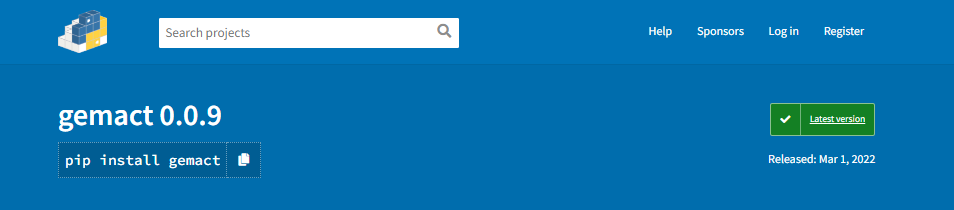 Search projects
Help Sponsors Log in Register
gemact 0.0.9
Latest version
pip install gemact
Released: Mar 1, 2022